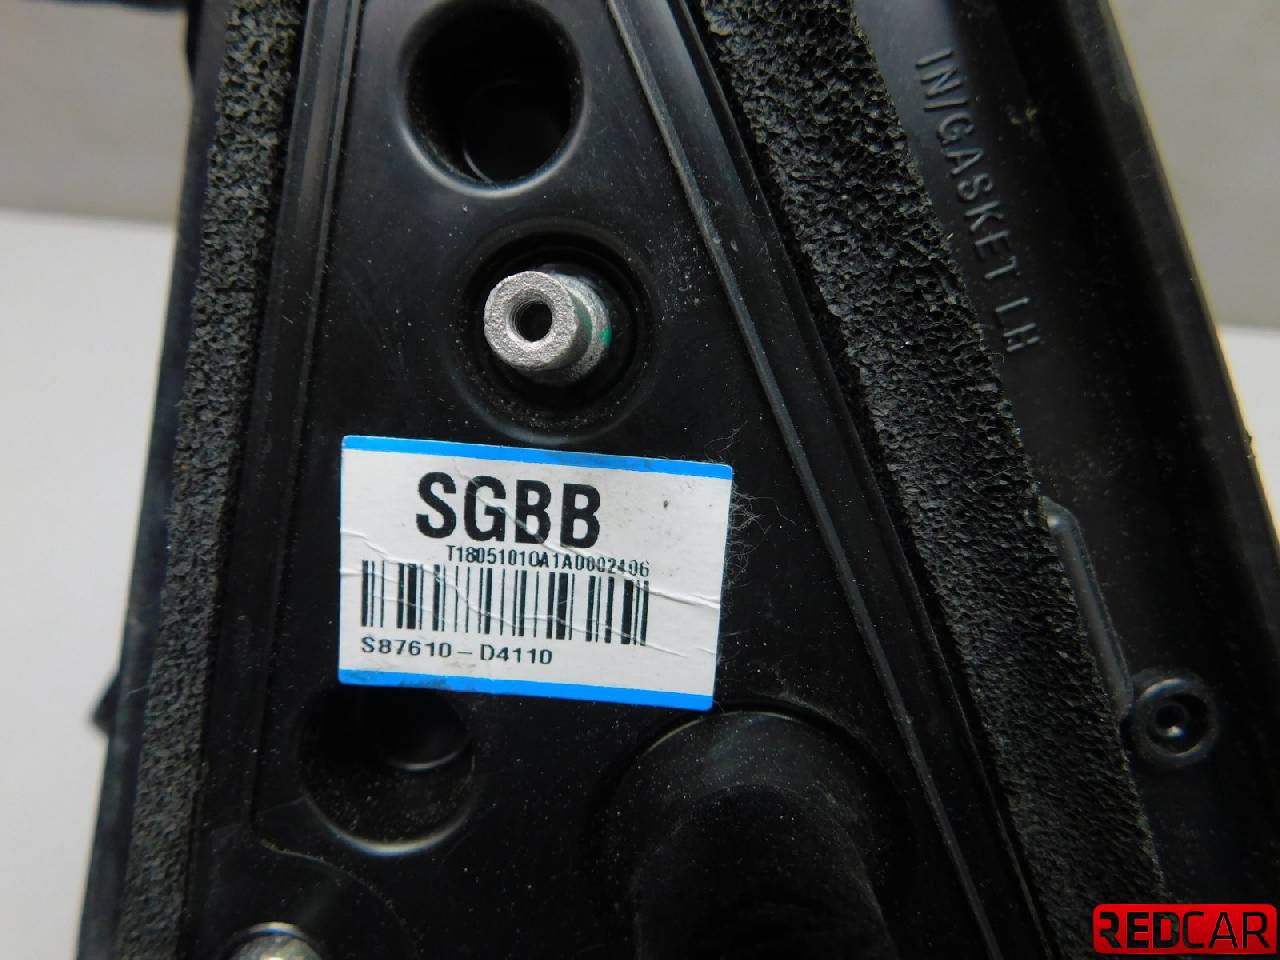 IN/GASKET LH
SGBB
T18051010A1A0002406
S87610-D4110
REDCAR